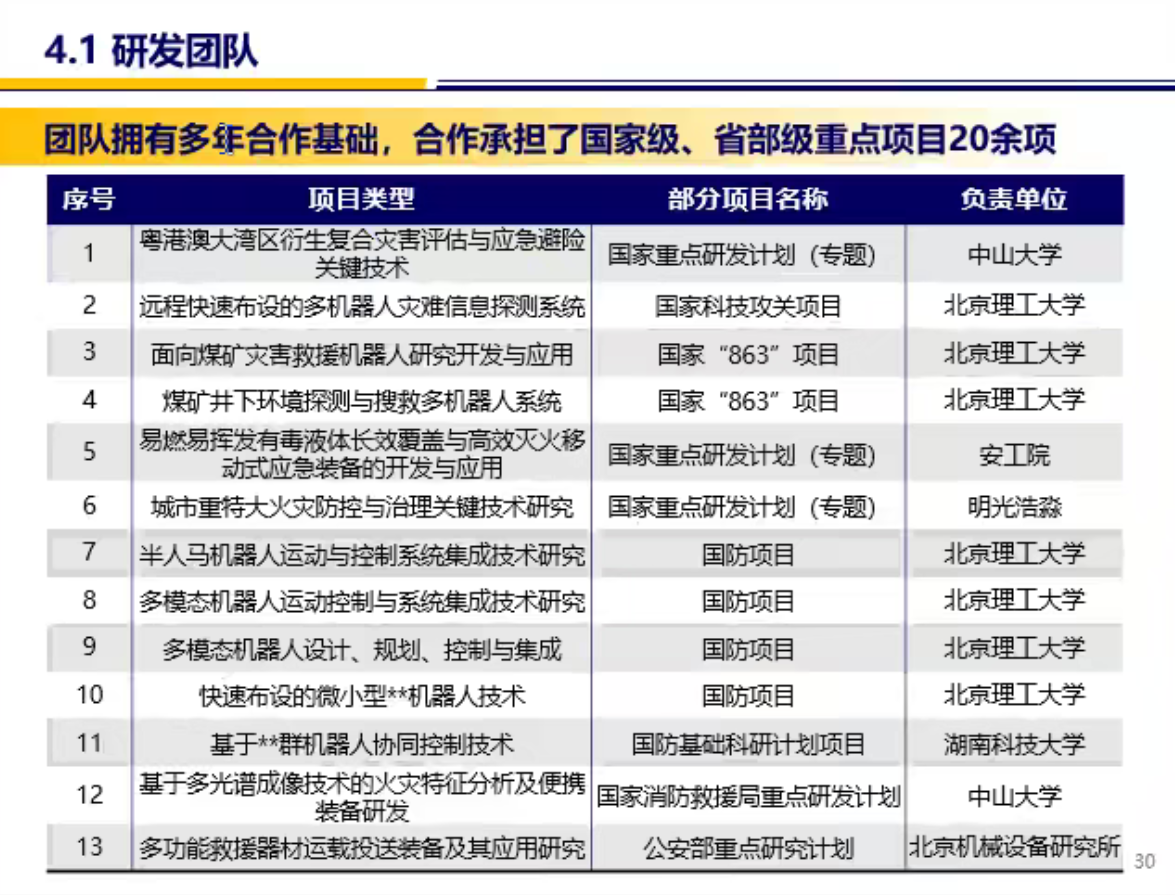 4.1 研发团队
团队拥有多年合作基础，合作承担了国家级、省部级重点项目20余项
序号 项目类型 部分项目名称 负责单位
1 粤港澳大湾区衍生复合灾害评估与应急避险 国家重点研发计划（专题） 中山大学
关键技术
2 远程快速布设的多机器人灾难信息探测系统 国家科技攻关项目 北京理工大学
3 面向煤矿灾害救援机器人研究开发与应用 国家“863”项目 北京理工大学
4 煤矿井下环境探测与搜救多机器人系统 国家“863”项目 北京理工大学
5 易燃易挥发有毒液体长效覆盖与高效灭火移 国家重点研发计划（专题） 安工院
动式应急装备的开发与应用
6 城市重特大火灾防控与治理关键技术研究 国家重点研发计划（专题） 明光浩淼
7 半人马机器人运动与控制系统集成技术研究 国防项目 北京理工大学
8 多模态机器人运动控制与系统集成技术研究 国防项目 北京理工大学
9 多模态机器人设计、规划、控制与集成 国防项目 北京理工大学
10 快速布设的微小型**机器人技术 国防项目 北京理工大学
11 基于**群机器人协同控制技术 国防基础科研计划项目 湖南科技大学
12 基于多光谱成像技术的火灾特征分析及便携 国家消防救援局重点研发计划 中山大学
装备研发
13 多功能救援器材运载投送装备及其应用研究 公安部重点研究计划 北京机械设备研究所
30